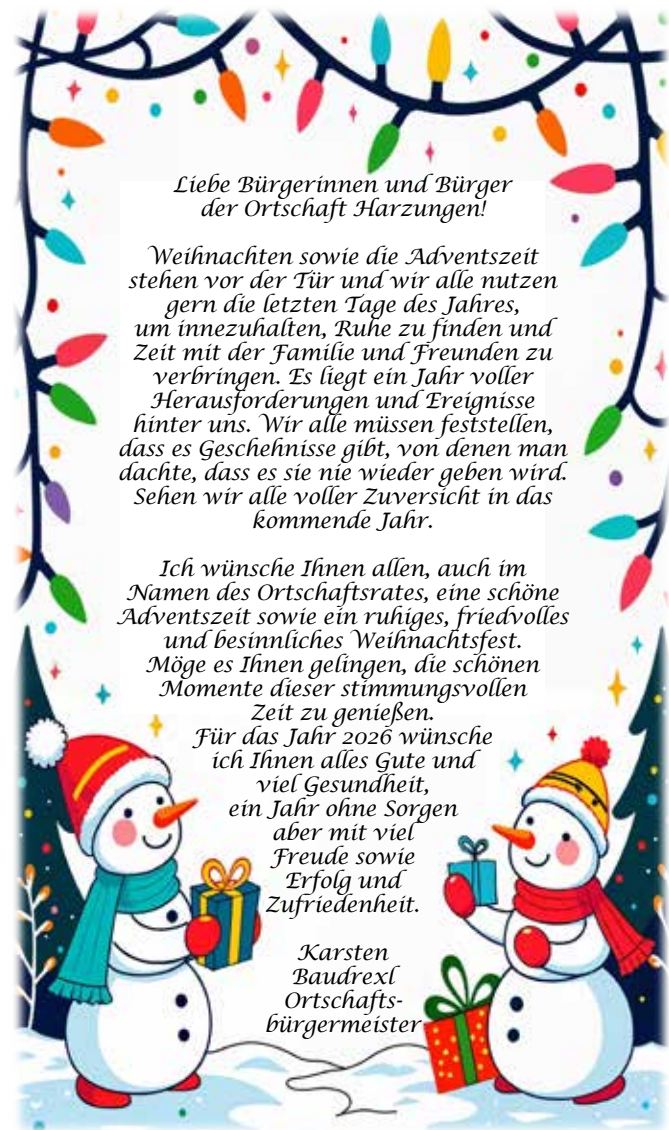 Liebe Bürgerinnen und Bürger
der Ortschaft Harzungen!
Weihnachten sowie die Adventszeit
stehen vor der Tür und wir alle nutzen
gern die letzten Tage des Jahres,
um innezuhalten, Ruhe zu finden und
Zeit mit der Familie und Freunden zu
verbringen. Es liegt ein Jahr voller
Herausforderungen und Ereignisse
hinter uns. Wir alle müssen feststellen,
dass es Geschehnisse gibt, von denen man
dachte, dass es sie nie wieder geben wird.
Sehen wir alle voller Zuversicht in das
kommende Jahr.
Ich wünsche Ihnen allen, auch im
Namen des Ortschaftsrates, eine schöne
Adventszeit sowie ein ruhiges, friedvolles
und besinnliches Weihnachtsfest.
Möge es Ihnen gelingen, die schönen
Momente dieser stimmungsvollen
Zeit zu genießen.
Für das Jahr 2026 wünsche
ich Ihnen alles Gute und
viel Gesundheit,
ein Jahr ohne Sorgen
aber mit viel
Freude sowie
Erfolg und
Zufriedenheit.
Karsten
Baudrexl
Ortschafts-
bürgermeister